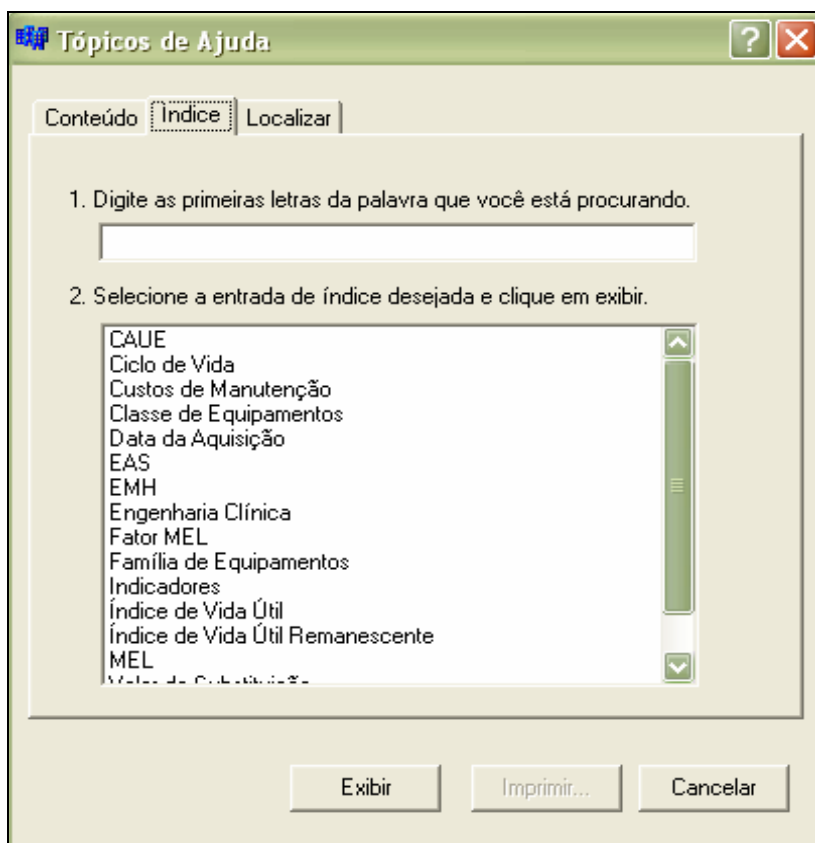 Tópicos de Ajuda
Conteúdo Índice Localizar
1. Digite as primeiras letras da palavra que você está procurando.
2. Selecione a entrada de índice desejada e clique em exibir.
CAUE
Ciclo de Vida
Custos de Manutenção
Classe de Equipamentos
Data da Aquisição
EAS
EMH
Engenharia Clínica
Fator MEL
Família de Equipamentos
Indicadores
Índice de Vida Útil
Índice de Vida Útil Remanescente
MEL
Valor de Substituição
Exibir Imprimir... Cancelar